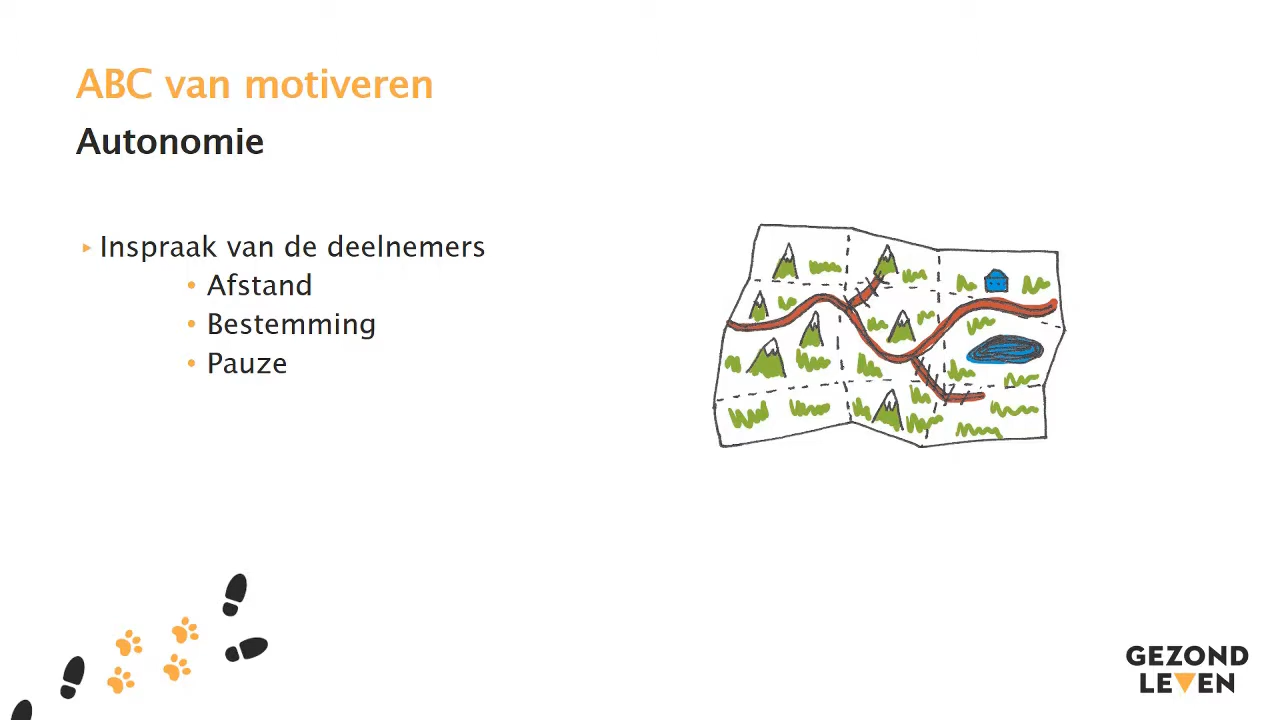 ABC van motiveren
Autonomie
Inspraak van de deelnemers
Afstand
Bestemming
Pauze
GEZOND
LEVEN